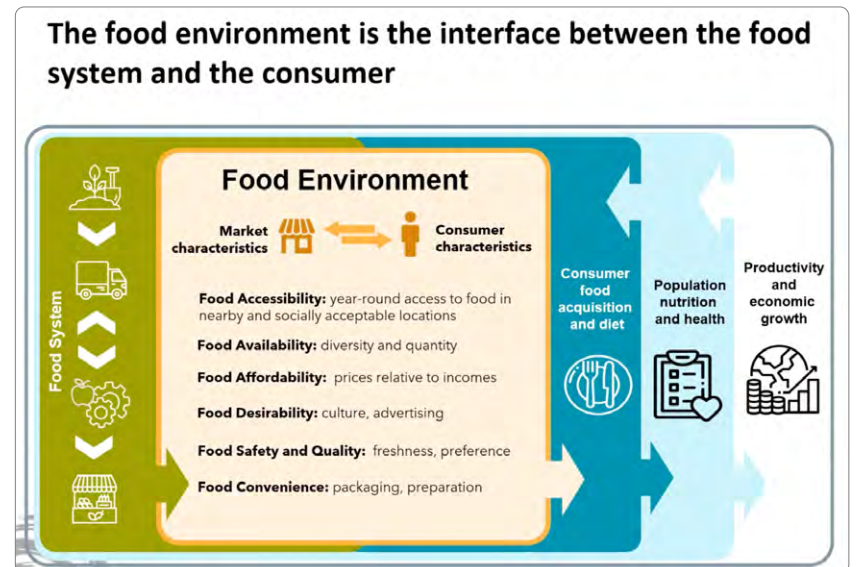 The food environment is the interface between the food
system and the consumer
Food System
Food Environment
Market
characteristics
Consumer
characteristics
Food Accessibility: year-round access to food in
nearby and socially acceptable locations
Food Availability: diversity and quantity
Food Affordability: prices relative to incomes
Food Desirability: culture, advertising
Food Safety and Quality: freshness, preference
Food Convenience: packaging, preparation
Consumer
food
acquisition
and diet
Population
nutrition
and health
Productivity
and
economic
growth